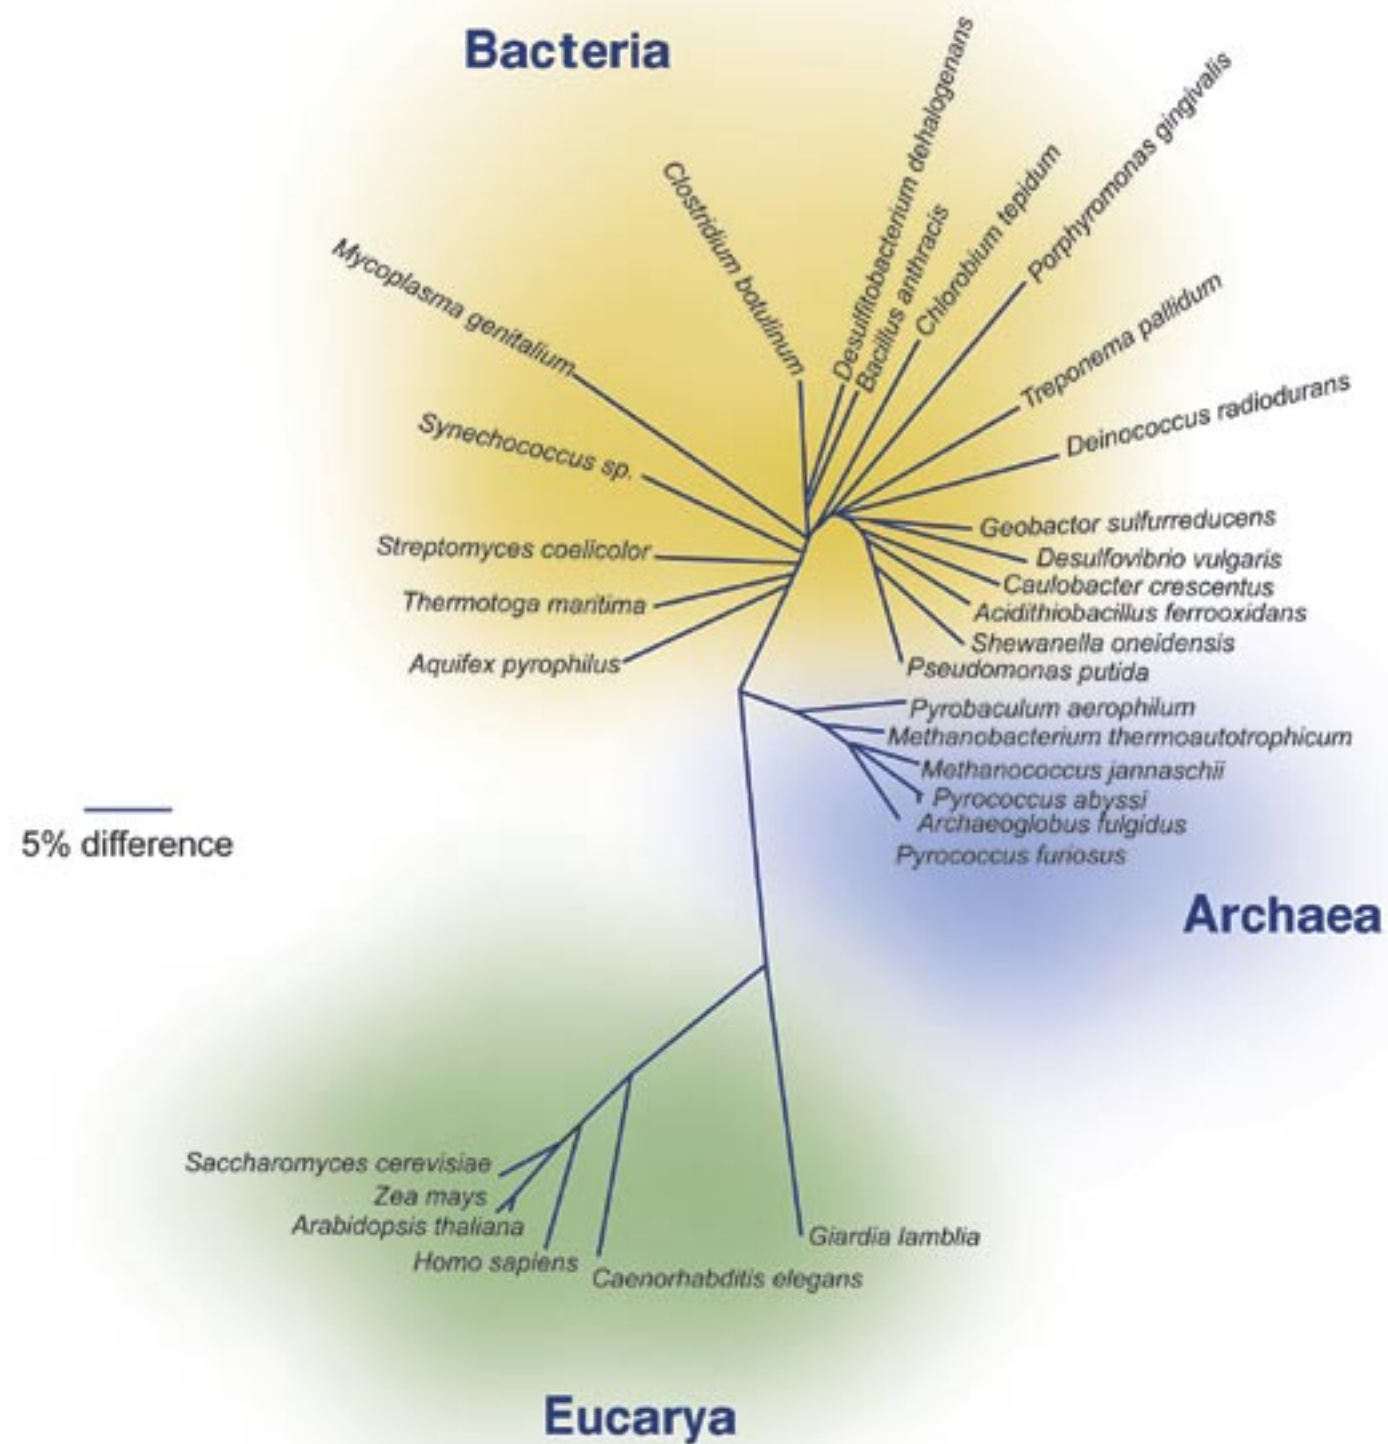 Bacteria
Desulfitobacterium dehalogenans
Porphyromonas gingivalis
Clostridium botulinum
Chlorobium tepidum
Bacillus anthracis
Mycoplasma genitalium
Treponema pallidum
Deinococcus radiodurans
Synechococcus sp.
Geobactor sulfurreducens
Streptomyces coelicolor
Desulfovibrio vulgaris
Caulobacter crescentus
Thermotoga maritima
Acidithiobacillus ferrooxidans
Shewanella oneidensis
Aquifex pyrophilus
Pseudomonas putida
Pyrobaculum aerophilum
Methanobacterium thermoautotrophicum
Methanococcus jannaschii
Pyrococcus abyssi
Archaeoglobus fulgidus
5% difference
Pyrococcus furiosus
Archaea
Saccharomyces cerevisiae
Zea mays
Arabidopsis thaliana
Giardia lamblia
Homo sapiens
Caenorhabditis elegans
Eucarya